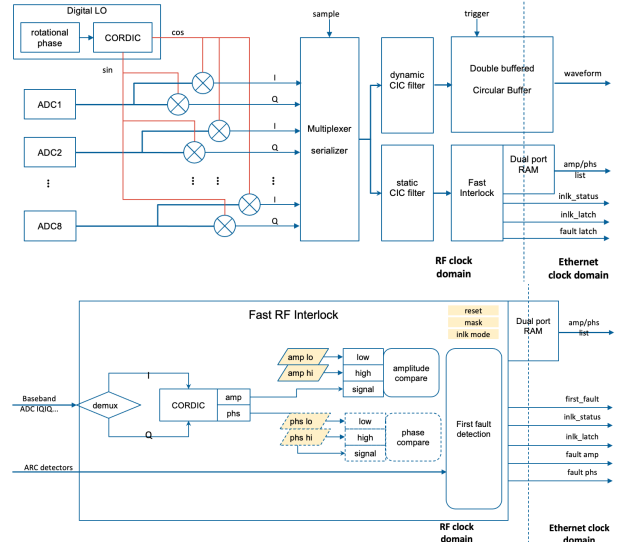 Digital LO
rotational
phase
CORDIC
cos
sin
sample
trigger
ADC1
ADC2
⋮
ADC8
I
Q
I
Q
⋮ ⋮ ⋮
I
Q
Multiplexer
serializer
dynamic
CIC filter
static
CIC filter
Double buffered
Circular Buffer
Fast
Interlock
Dual port
RAM
waveform
amp/phs
list
inlk_status
inlk_latch
fault latch
RF clock
domain
Ethernet
clock domain
Fast RF Interlock
reset
mask
inlk mode
Dual port
RAM
amp/phs
list
Baseband
ADC IQIQ...
demux
I
Q
CORDIC
amp
phs
amp lo
amp hi
low
high
signal
amplitude
compare
phs lo
phs hi
low
high
signal
phase
compare
First fault
detection
ARC detectors
first_fault
inlk_status
inlk_latch
fault amp
fault phs
RF clock
domain
Ethernet clock
domain